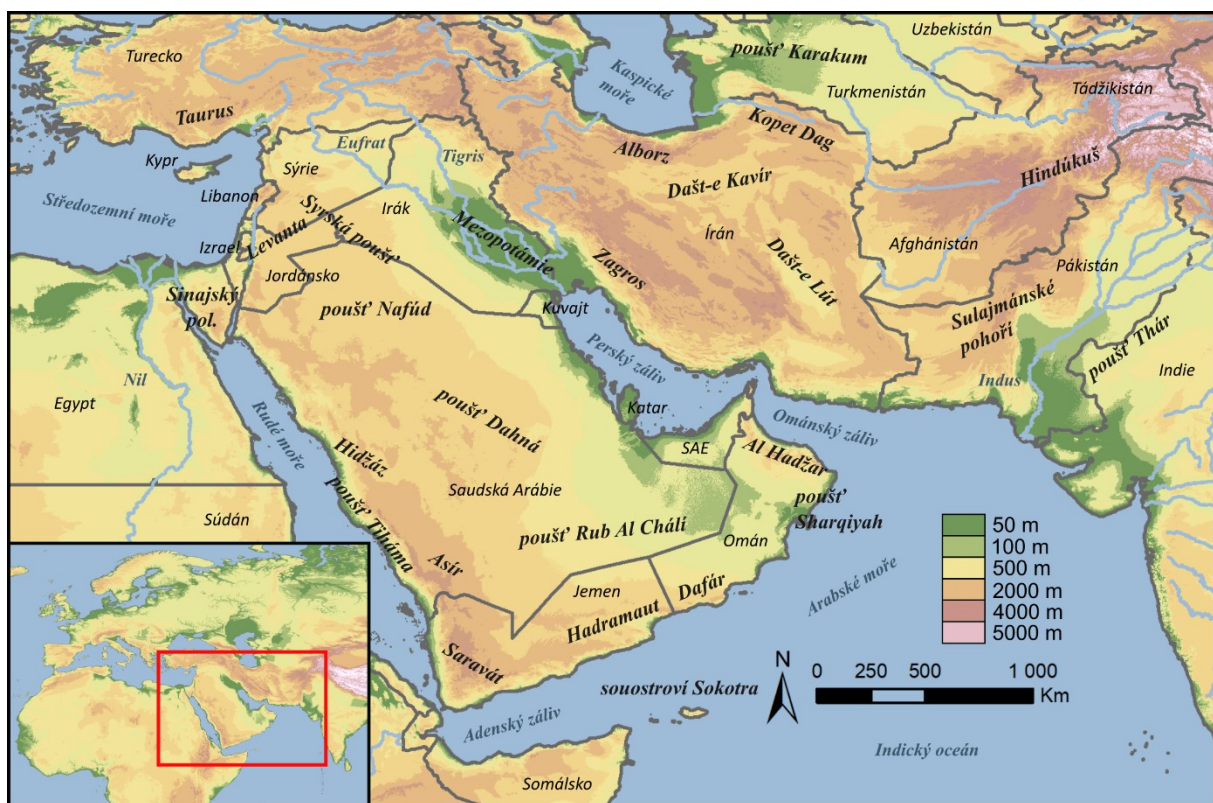 Uzbekistán
Turecko
poušť Karakum
Kaspické
moře
Tádžikistán
Turkmenistán
Taurus
Kopet Dag
Eufrat
Tigris
Alborz
Hindúkuš
Kypr
Sýrie
Dašt-e Kavír
Libanon
Středozemní moře
Syrská poušť
Irák
Mezopotámie
Írán
Izrael
Levanta
Afghánistán
Pákistán
Jordánsko
Zagros
Dašt-e Lút
Sinajský
pol.
poušť Nafúd
Kuvajt
Sulajmánské
pohoří
poušť Thár
Perský záliv
Indus
Indie
Nil
Egypt
Rudé moře
poušť Dahná
Katar
Ománský záliv
SAE
Al Hadžar
Hidžáz
Saudská Arábie
poušť
Sharqiyah
poušť Tiháma
Súdán
poušť Rub Al Chálí
Omán
50 m
100 m
500 m
2000 m
4000 m
5000 m
Asír
Jemen
Dafár
Arabské moře
Hadramaut
Saravát
N
0 250 500 1 000
Km
souostroví Sokotra
Adenský záliv
Indický oceán
Somálsko